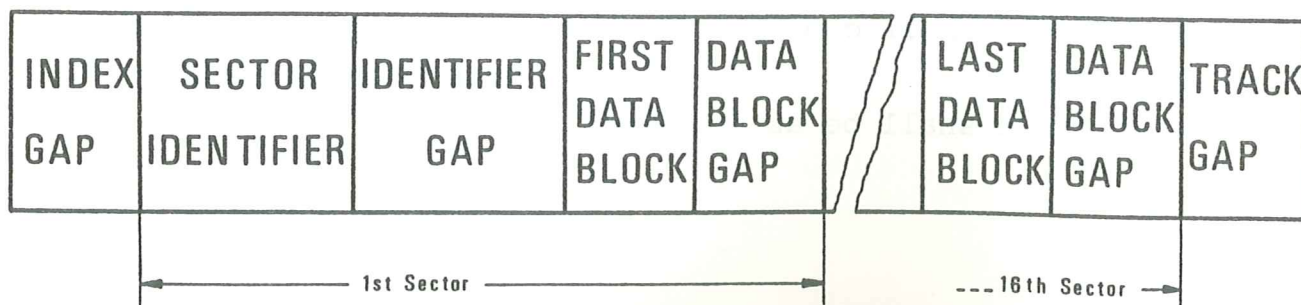 INDEX
GAP
SECTOR
IDENTIFIER
IDENTIFIER
GAP
FIRST
DATA
BLOCK
DATA
BLOCK
GAP
LAST
DATA
BLOCK
DATA
BLOCK
GAP
TRACK
GAP
1st Sector
---16th Sector